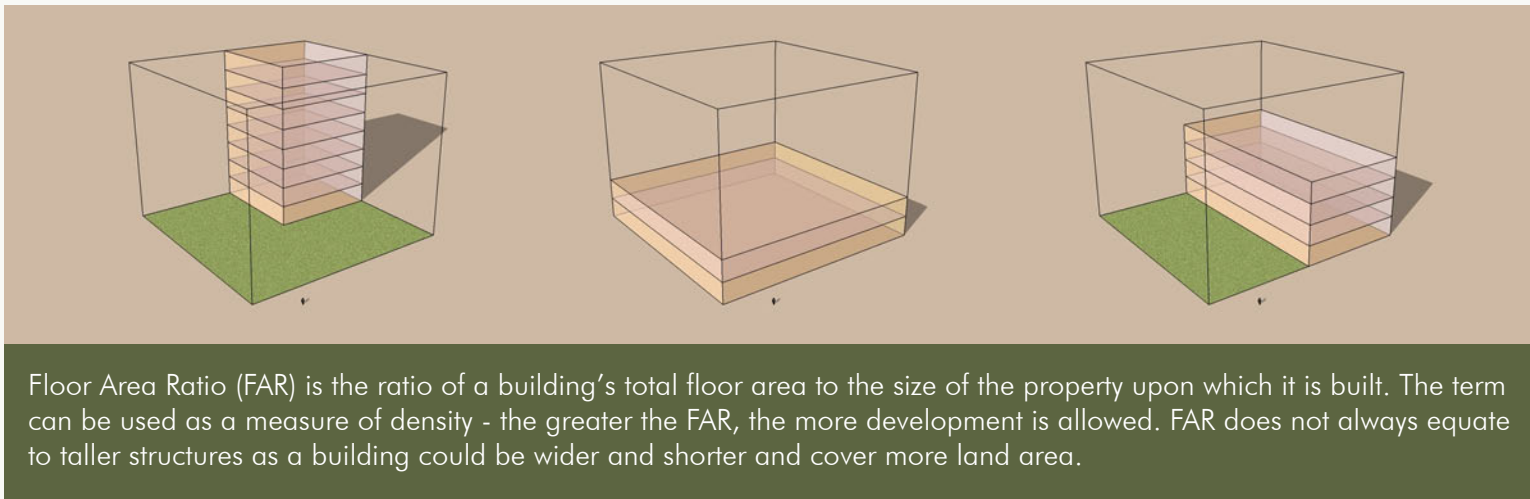 Floor Area Ratio (FAR) is the ratio of a building’s total floor area to the size of the property upon which it is built. The term
can be used as a measure of density - the greater the FAR, the more development is allowed. FAR does not always equate
to taller structures as a building could be wider and shorter and cover more land area.